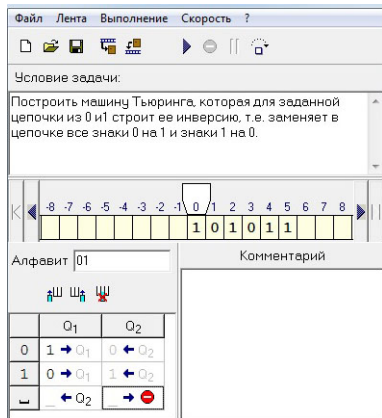 Файл Лента Выполнение Скорость ?
Условие задачи:
Построить машину Тьюринга, которая для заданной
цепочки из 0 и1 строит ее инверсию, т.е. заменяет в
цепочке все знаки 0 на 1 и знаки 1 на 0.
-8 -7 -6 -5 -4 -3 -2 -1 0 1 2 3 4 5 6 7 8
1 0 1 0 1 1
Алфавит 01
Комментарий
Q1 Q2
0 1 → Q1 0 ← Q2
1 0 → Q1 1 ← Q2
_ _ ← Q2 _ →